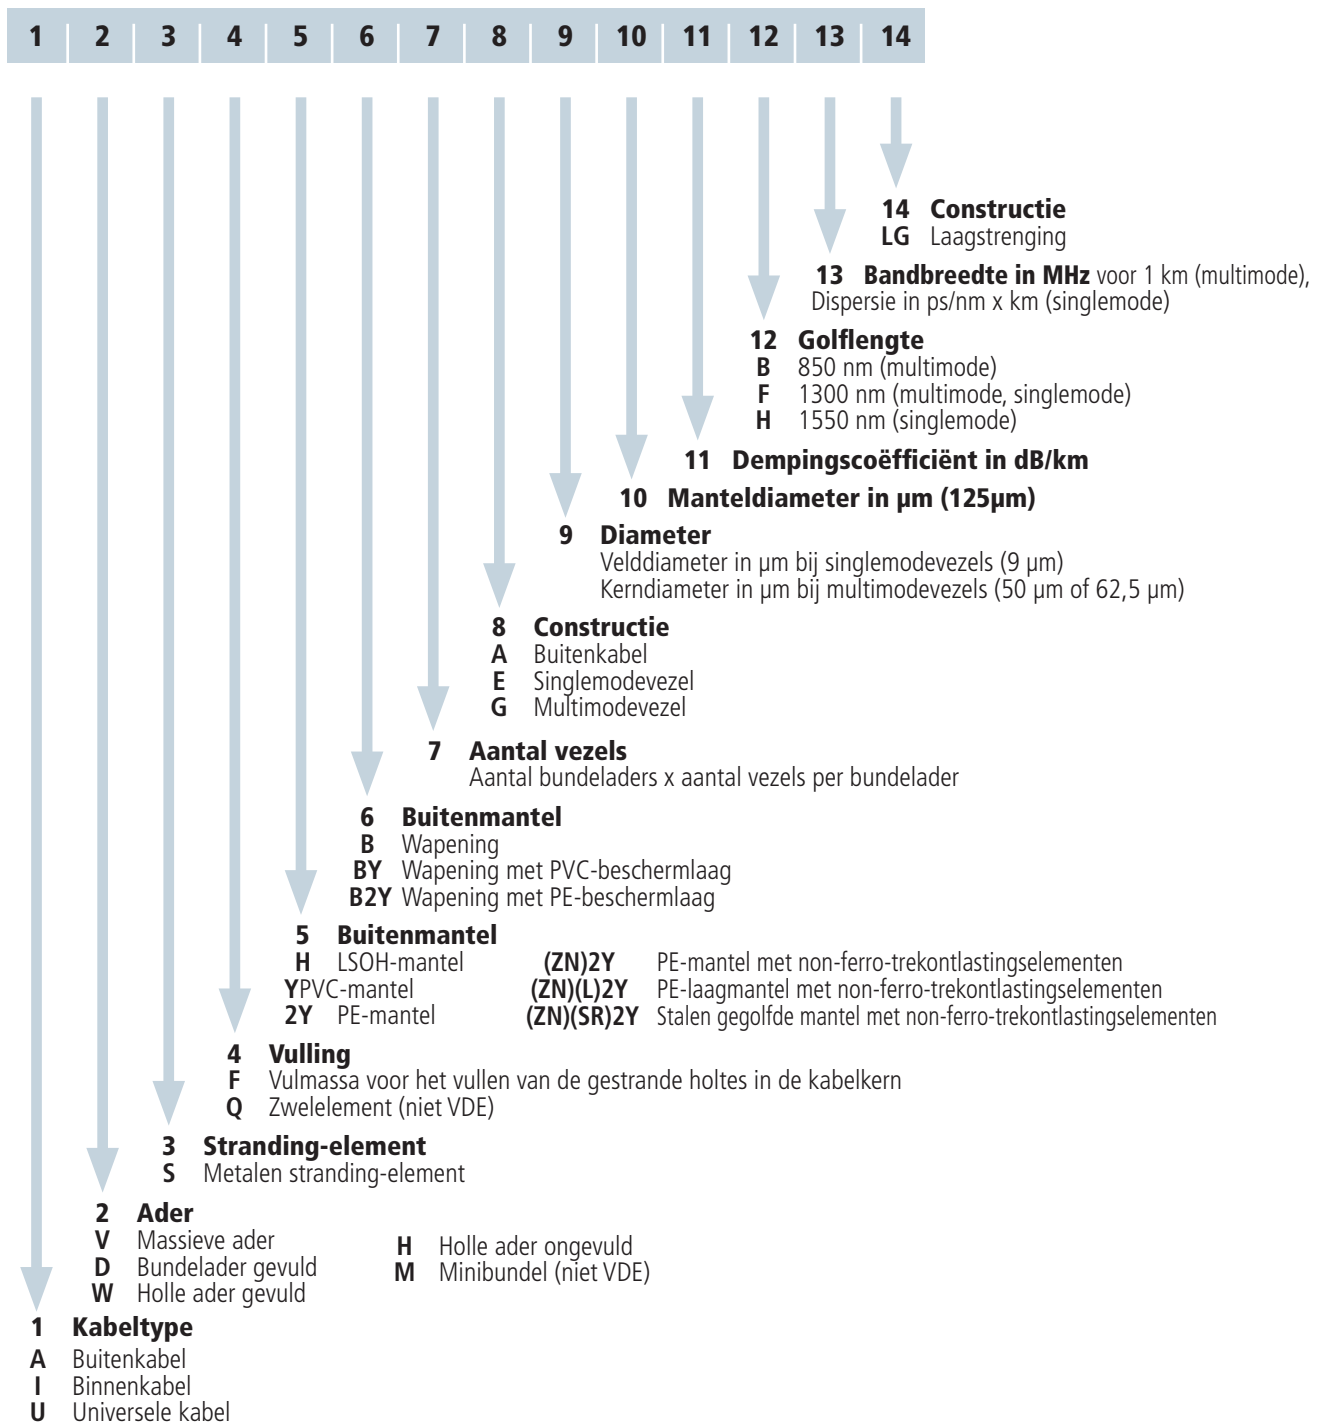 1 2 3 4 5 6 7 8 9 10 11 12 13 14
14 Constructie
LG Laagstrenging
13 Bandbreedte in MHz voor 1 km (multimode),
Dispersie in ps/nm x km (singlemode)
12 Golflengte
B 850 nm (multimode)
F 1300 nm (multimode, singlemode)
H 1550 nm (singlemode)
11 Dempingscoëfficiënt in dB/km
10 Manteldiameter in µm (125µm)
9 Diameter
Velddiameter in µm bij singlemodevezels (9 µm)
Kerndiameter in µm bij multimodevezels (50 µm of 62,5 µm)
8 Constructie
A Buitenkabel
E Singlemodevezel
G Multimodevezel
7 Aantal vezels
Aantal bundeladers x aantal vezels per bundelader
6 Buitenmantel
B Wapening
BY Wapening met PVC-beschermlaag
B2Y Wapening met PE-beschermlaag
5 Buitenmantel
H LSOH-mantel (ZN)2Y PE-mantel met non-ferro-trekontlastingselementen
YPVC-mantel (ZN)(L)2Y PE-laagmantel met non-ferro-trekontlastingselementen
2Y PE-mantel (ZN)(SR)2Y Stalen gegolfde mantel met non-ferro-trekontlastingselementen
4 Vulling
F Vulmassa voor het vullen van de gestrande holtes in de kabelkern
Q Zwelelement (niet VDE)
3 Stranding-element
S Metalen stranding-element
2 Ader
V Massieve ader H Holle ader ongevuld
D Bundelader gevuld M Minibundel (niet VDE)
W Holle ader gevuld
1 Kabeltype
A Buitenkabel
I Binnenkabel
U Universele kabel